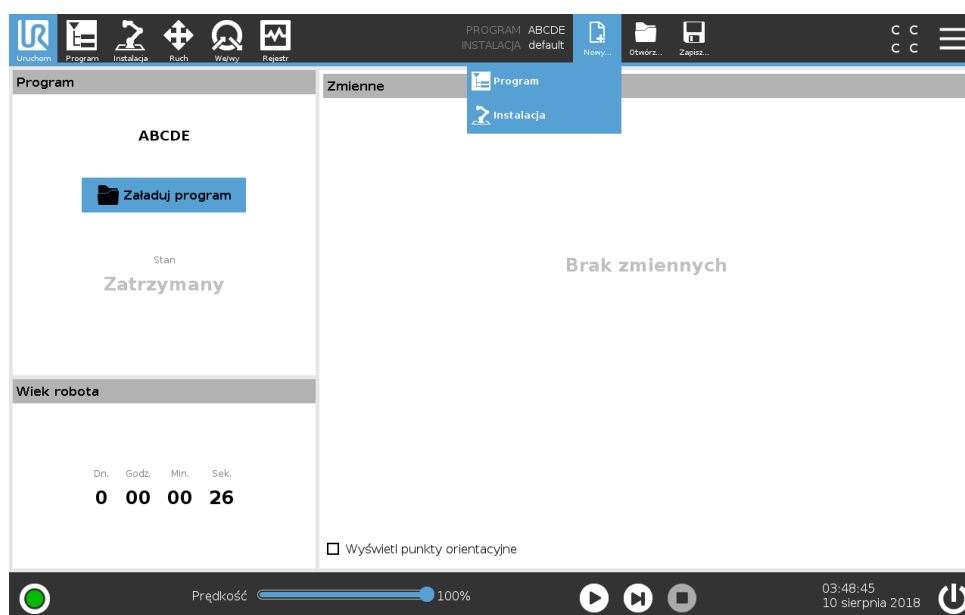 UR
PROGRAM ABCDE
INSTALACJA default
C C
C C
Uruchom Program Instalacja Ruch We/wy Rejestr
Nowy... Otwórz... Zapisz...
Program
Instalacja
Program
ABCDE
Załaduj program
Stan
Zatrzymany
Wiek robota
Dn. Godz. Min. Sek.
0 00 00 26
Zmienne
Brak zmiennych
Wyświetl punkty orientacyjne
Prędkość 100%
03:48:45
10 sierpnia 2018